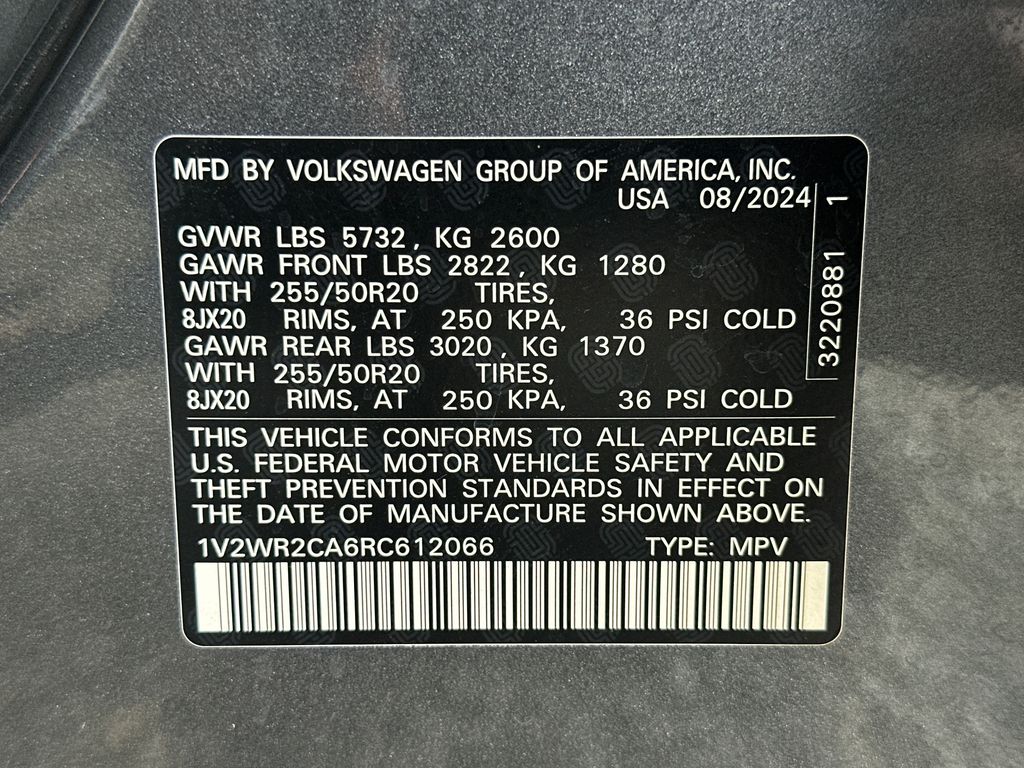 MFD BY VOLKSWAGEN GROUP OF AMERICA, INC.
USA 08/2024
GVWR LBS 5732, KG 2600
GAWR FRONT LBS 2822, KG 1280
WITH 255/50R20 TIRES,
8JX20 RIMS, AT 250 KPA, 36 PSI COLD
GAWR REAR LBS 3020, KG 1370
WITH 255/50R20 TIRES,
8JX20 RIMS, AT 250 KPA, 36 PSI COLD
3220881 1
THIS VEHICLE CONFORMS TO ALL APPLICABLE
U.S. FEDERAL MOTOR VEHICLE SAFETY AND
THEFT PREVENTION STANDARDS IN EFFECT ON
THE DATE OF MANUFACTURE SHOWN ABOVE.
1V2WR2CA6RC612066 TYPE: MPV